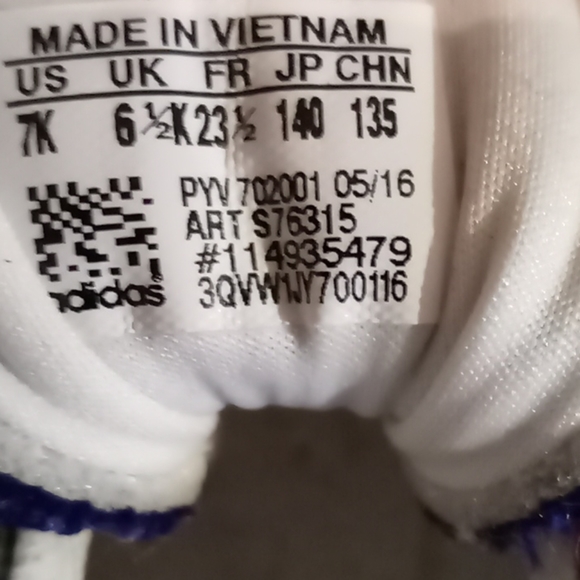 MADE IN VIETNAM
US UK FR JP CHN
7K 6½K 23½ 140 135
PYV 702001 05/16
ART S76315
#114935479
adidas 3QVW1JY700116